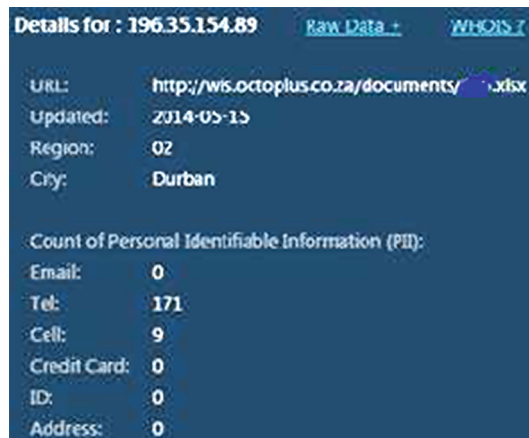 Details for : 196.35.154.89 Raw Data + WHOIS ?
URL: http://wis.octoplus.co.za/documents/ .xlsx
Updated: 2014-05-15
Region: 02
City: Durban
Count of Personal Identifiable Information (PII):
Email: 0
Tel: 171
Cell: 9
Credit Card: 0
ID: 0
Address: 0